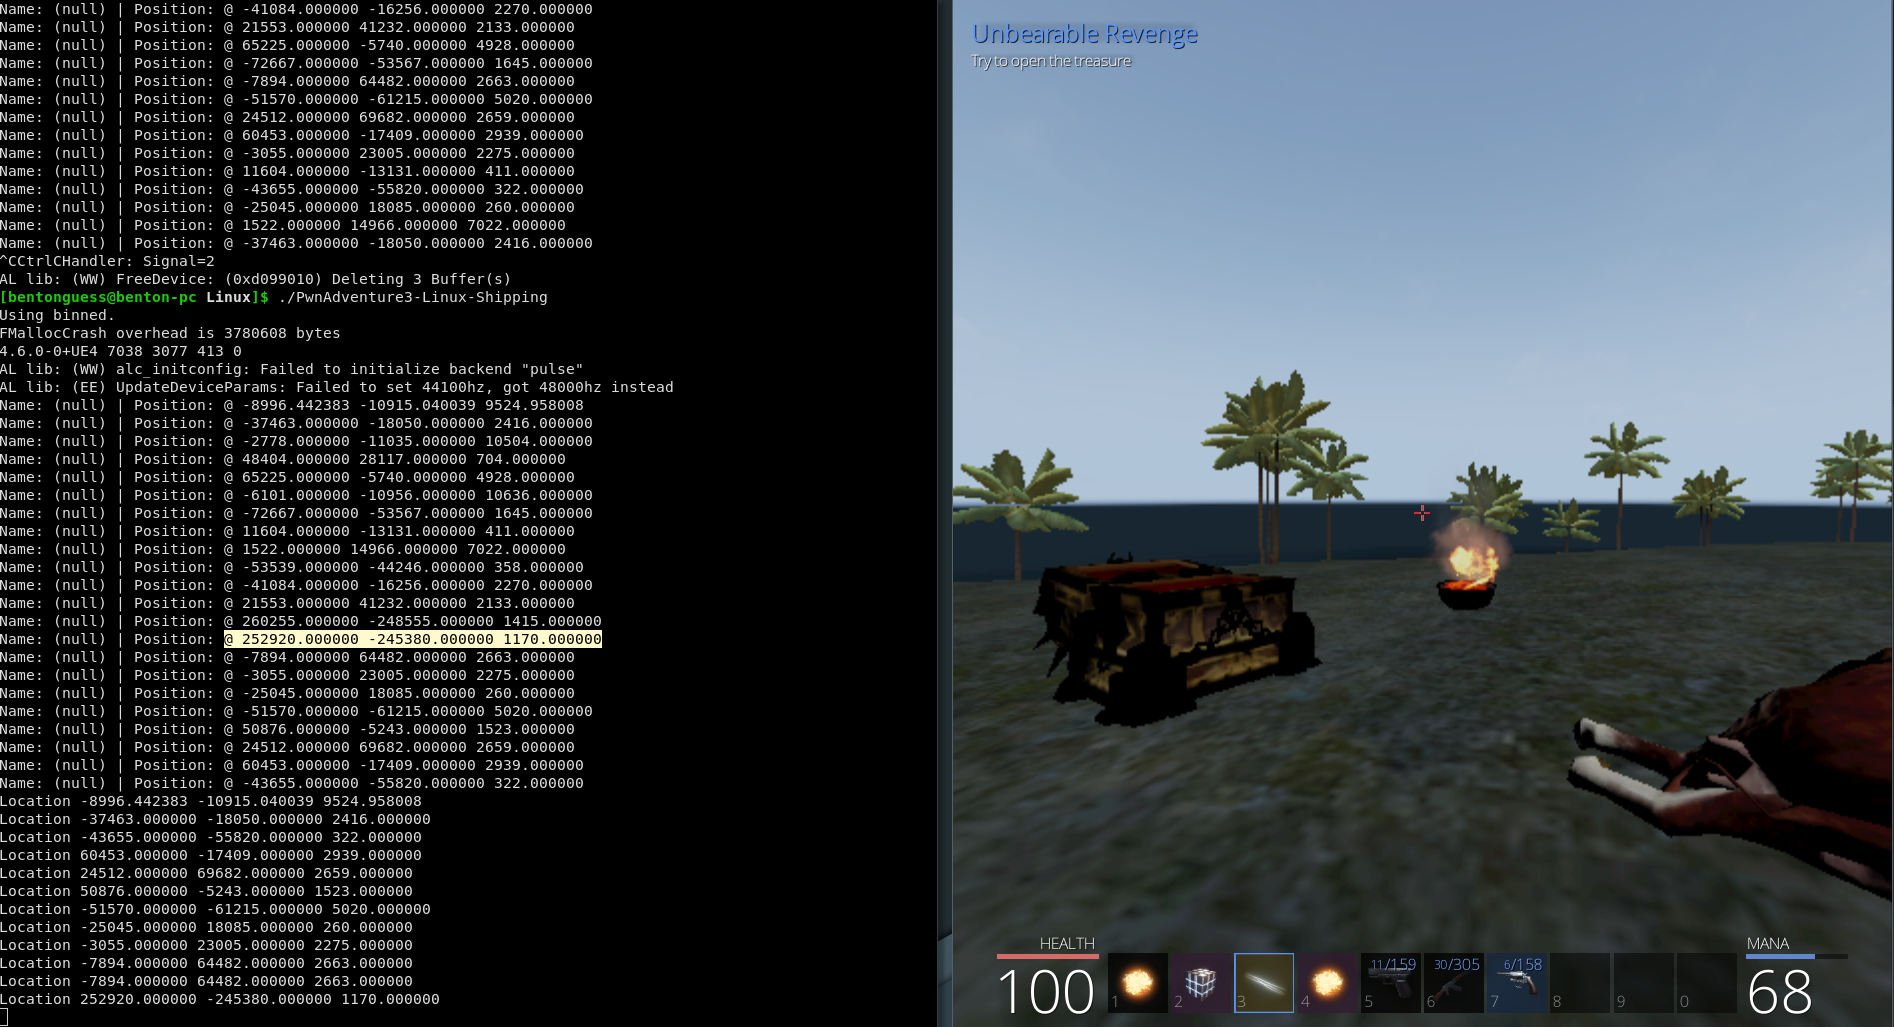 Name: (null) | Position: @ -41084.000000 -16256.000000 2270.000000
Name: (null) | Position: @ 21553.000000 41232.000000 2133.000000
Name: (null) | Position: @ 65225.000000 -5740.000000 4928.000000
Name: (null) | Position: @ -72667.000000 -53567.000000 1645.000000
Name: (null) | Position: @ -7894.000000 64482.000000 2663.000000
Name: (null) | Position: @ -51570.000000 -61215.000000 5020.000000
Name: (null) | Position: @ 24512.000000 69682.000000 2659.000000
Name: (null) | Position: @ 60453.000000 -17409.000000 2939.000000
Name: (null) | Position: @ -3055.000000 23005.000000 2275.000000
Name: (null) | Position: @ 11604.000000 -13131.000000 411.000000
Name: (null) | Position: @ -43655.000000 -55820.000000 322.000000
Name: (null) | Position: @ -25045.000000 18085.000000 260.000000
Name: (null) | Position: @ 1522.000000 14966.000000 7022.000000
Name: (null) | Position: @ -37463.000000 -18050.000000 2416.000000
^CCtrlCHandler: Signal=2
AL lib: (WW) FreeDevice: (0xd099010) Deleting 3 Buffer(s)
[bentonguess@benton-pc Linux]$ ./PwnAdventure3-Linux-Shipping
Using binned.
FMallocCrash overhead is 3780608 bytes
4.6.0-0+UE4 7038 3077 413 0
AL lib: (WW) alc_initconfig: Failed to initialize backend "pulse"
AL lib: (EE) UpdateDeviceParams: Failed to set 44100hz, got 48000hz instead
Name: (null) | Position: @ -8996.442383 -10915.040039 9524.958008
Name: (null) | Position: @ -37463.000000 -18050.000000 2416.000000
Name: (null) | Position: @ -2778.000000 -11035.000000 10504.000000
Name: (null) | Position: @ 48404.000000 28117.000000 704.000000
Name: (null) | Position: @ 65225.000000 -5740.000000 4928.000000
Name: (null) | Position: @ -6101.000000 -10956.000000 10636.000000
Name: (null) | Position: @ -72667.000000 -53567.000000 1645.000000
Name: (null) | Position: @ 11604.000000 -13131.000000 411.000000
Name: (null) | Position: @ 1522.000000 14966.000000 7022.000000
Name: (null) | Position: @ -53539.000000 -44246.000000 358.000000
Name: (null) | Position: @ -41084.000000 -16256.000000 2270.000000
Name: (null) | Position: @ 21553.000000 41232.000000 2133.000000
Name: (null) | Position: @ 260255.000000 -248555.000000 1415.000000
Name: (null) | Position: @ 252920.000000 -245380.000000 1170.000000
Name: (null) | Position: @ -7894.000000 64482.000000 2663.000000
Name: (null) | Position: @ -3055.000000 23005.000000 2275.000000
Name: (null) | Position: @ -25045.000000 18085.000000 260.000000
Name: (null) | Position: @ -51570.000000 -61215.000000 5020.000000
Name: (null) | Position: @ 50876.000000 -5243.000000 1523.000000
Name: (null) | Position: @ 24512.000000 69682.000000 2659.000000
Name: (null) | Position: @ 60453.000000 -17409.000000 2939.000000
Name: (null) | Position: @ -43655.000000 -55820.000000 322.000000
Location -8996.442383 -10915.040039 9524.958008
Location -37463.000000 -18050.000000 2416.000000
Location -43655.000000 -55820.000000 322.000000
Location 60453.000000 -17409.000000 2939.000000
Location 24512.000000 69682.000000 2659.000000
Location 50876.000000 -5243.000000 1523.000000
Location -51570.000000 -61215.000000 5020.000000
Location -25045.000000 18085.000000 260.000000
Location -3055.000000 23005.000000 2275.000000
Location -7894.000000 64482.000000 2663.000000
Location -7894.000000 64482.000000 2663.000000
Location 252920.000000 -245380.000000 1170.000000
Unbearable Revenge
Try to open the treasure
HEALTH
100
11/159 30/305 6/158
1 2 3 4 5 6 7 8 9 0
MANA
68